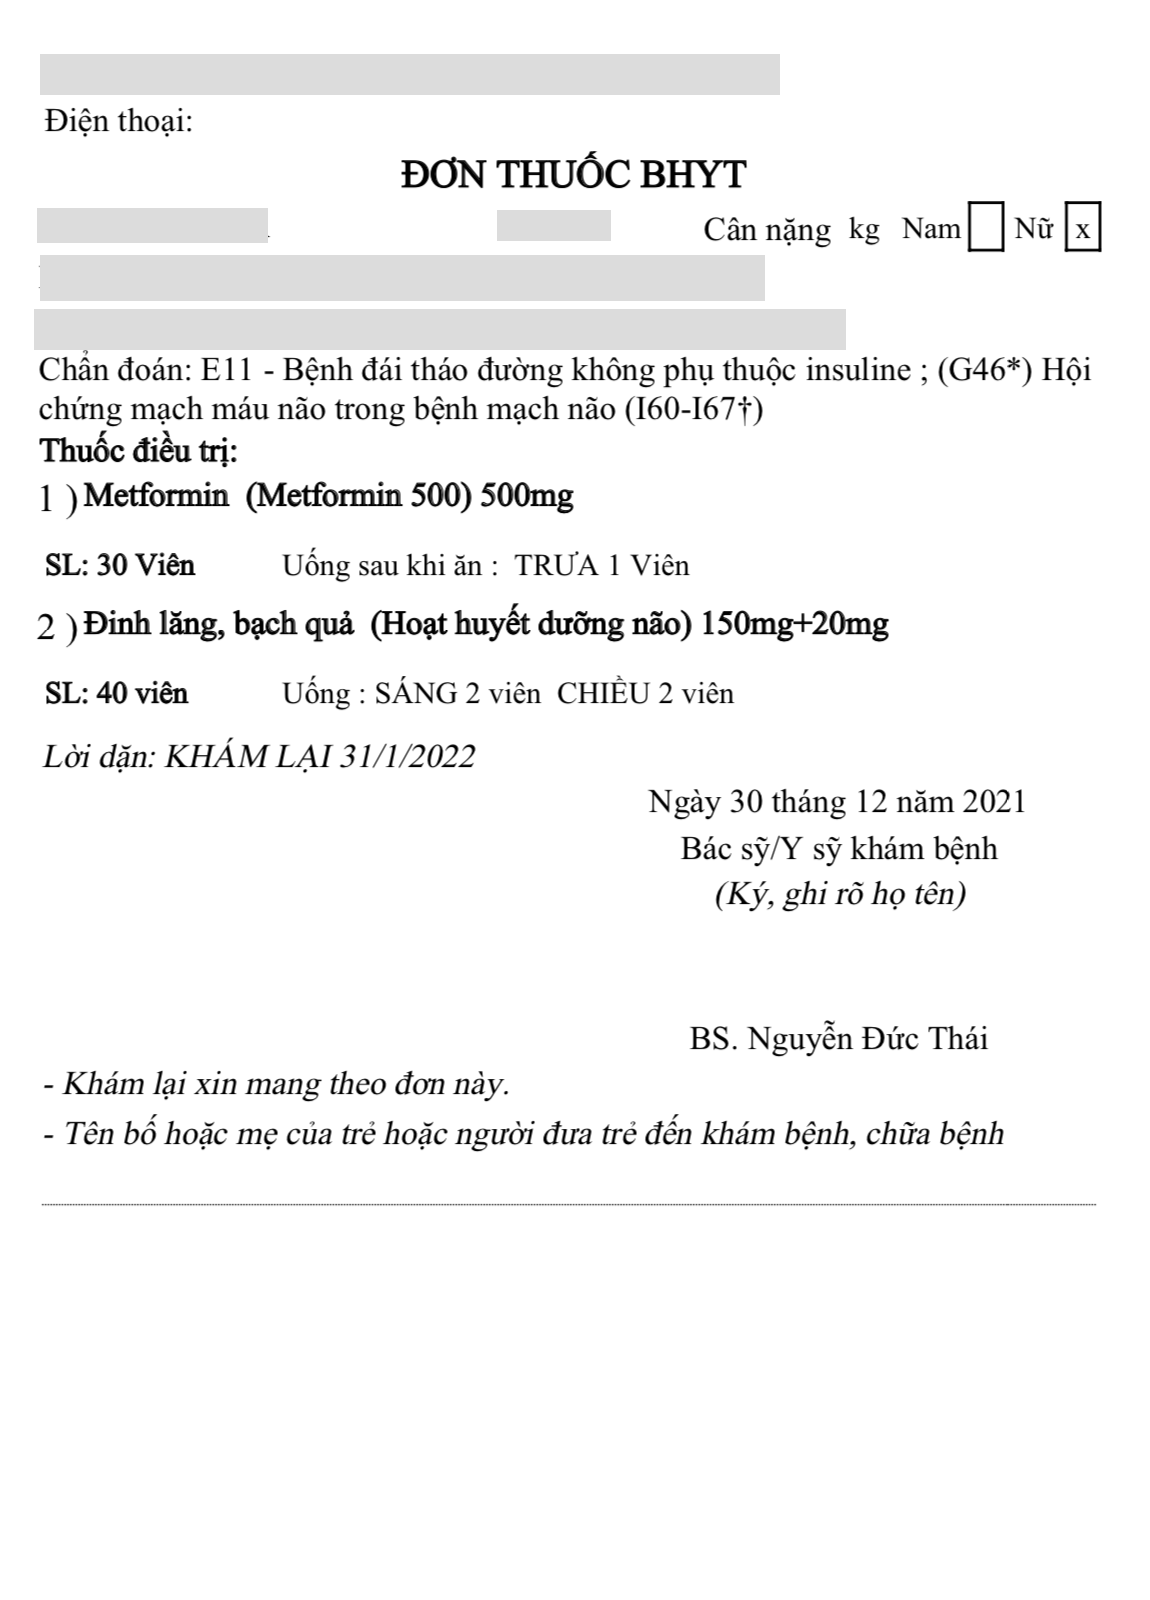 Điện thoại:
ĐƠN THUỐC BHYT
Cân nặng kg Nam Nữ x
Chẩn đoán: E11 - Bệnh đái tháo đường không phụ thuộc insuline ; (G46*) Hội
chứng mạch máu não trong bệnh mạch não (I60-I67†)
Thuốc điều trị:
1 ) Metformin (Metformin 500) 500mg
SL: 30 Viên Uống sau khi ăn : TRƯA 1 Viên
2 ) Đinh lăng, bạch quả (Hoạt huyết dưỡng não) 150mg+20mg
SL: 40 viên Uống : SÁNG 2 viên CHIỀU 2 viên
Lời dặn: KHÁM LẠI 31/1/2022
Ngày 30 tháng 12 năm 2021
Bác sỹ/Y sỹ khám bệnh
(Ký, ghi rõ họ tên)
BS. Nguyễn Đức Thái
- Khám lại xin mang theo đơn này.
- Tên bố hoặc mẹ của trẻ hoặc người đưa trẻ đến khám bệnh, chữa bệnh